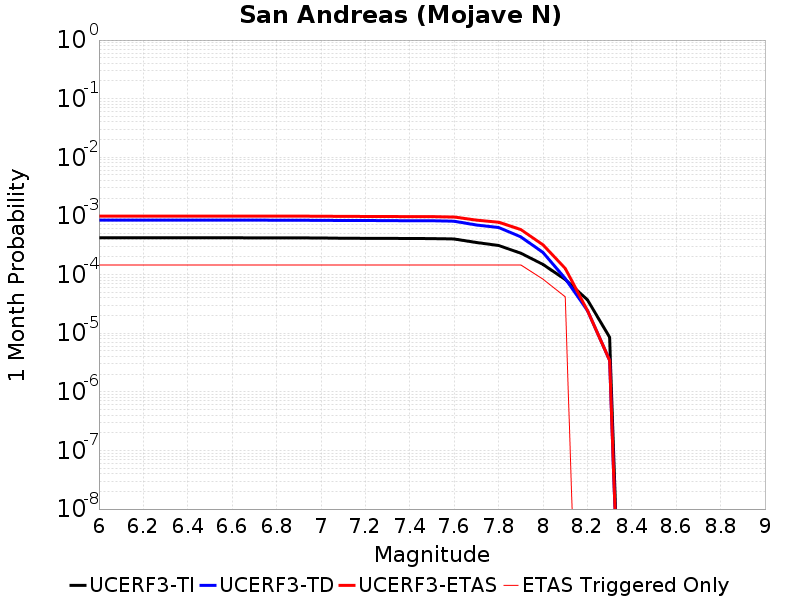 San Andreas (Mojave N)
1 Month Probability
10^0
10^-1
10^-2
10^-3
10^-4
10^-5
10^-6
10^-7
10^-8
6 6.2 6.4 6.6 6.8 7 7.2 7.4 7.6 7.8 8 8.2 8.4 8.6 8.8 9
Magnitude
UCERF3-TI UCERF3-TD UCERF3-ETAS ETAS Triggered Only